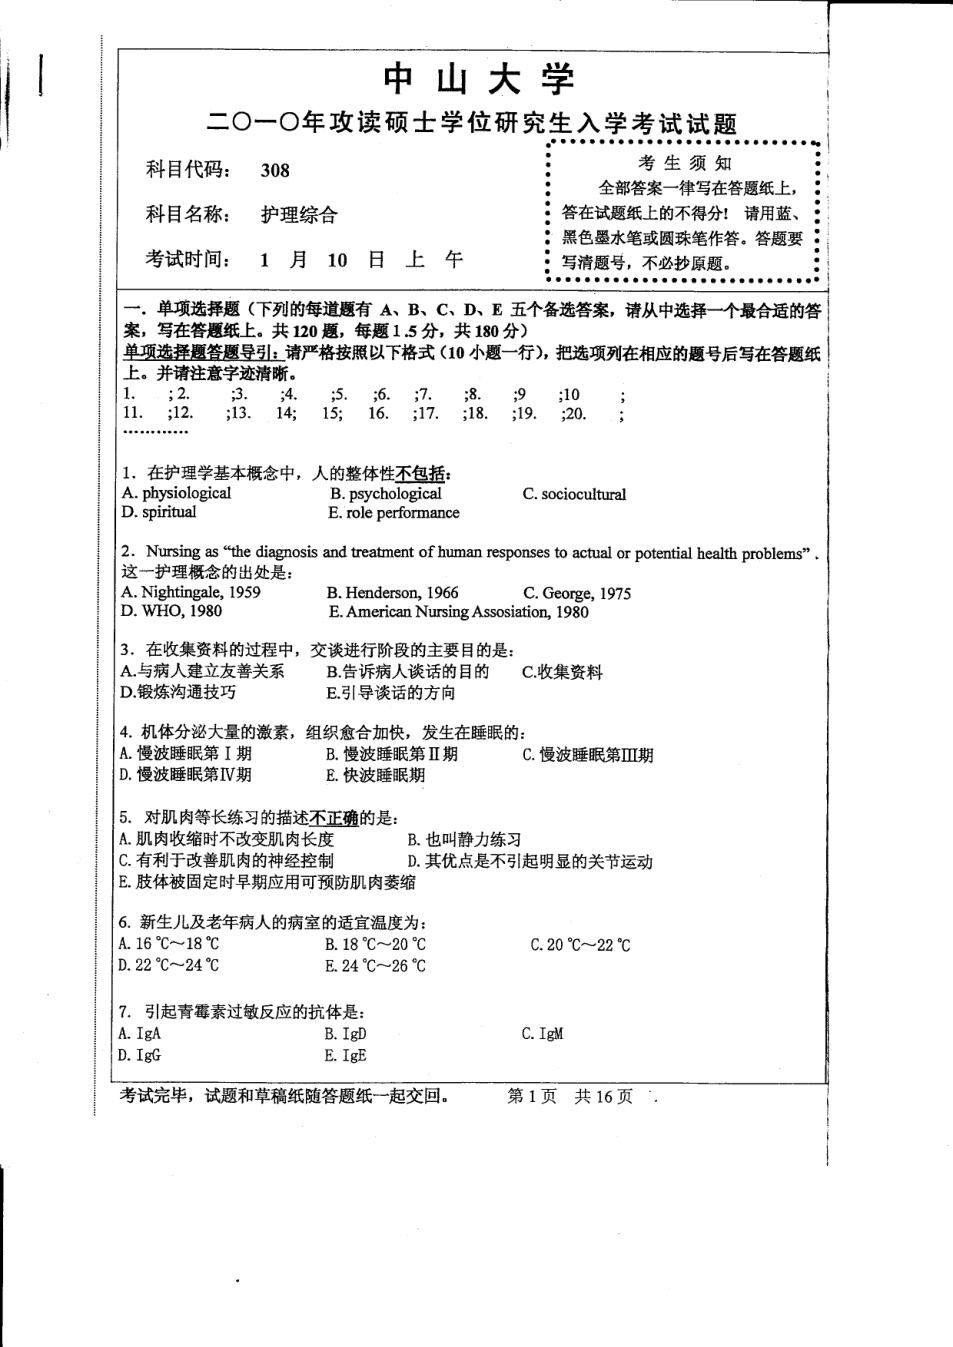 中 山 大 学
二○一○年攻读硕士学位研究生入学考试试题
科目代码： 308
科目名称： 护理综合
考试时间： 1 月 10 日 上 午
考 生 须 知
全部答案一律写在答题纸上，
答在试题纸上的不得分！ 请用蓝、
黑色墨水笔或圆珠笔作答。答题要
写清题号，不必抄原题。
一．单项选择题（下列的每道题有 A、B、C、D、E 五个备选答案，请从中选择一个最合适的答
案，写在答题纸上。共 120 题，每题 1.5 分，共 180 分）
单项选择题答题导引：请严格按照以下格式（10 小题一行），把选项列在相应的题号后写在答题纸
上。并请注意字迹清晰。
1. ; 2. ;3. ;4. ;5. ;6. ;7. ;8. ;9 ;10 ;
11. ;12. ;13. 14; 15; 16. ;17. ;18. ;19. ;20. ;
…………
1．在护理学基本概念中，人的整体性不包括：
A. physiological B. psychological C. sociocultural
D. spiritual E. role performance
2．Nursing as “the diagnosis and treatment of human responses to actual or potential health problems”．
这一护理概念的出处是：
A. Nightingale, 1959 B. Henderson, 1966 C. George, 1975
D. WHO, 1980 E. American Nursing Assosiation, 1980
3．在收集资料的过程中，交谈进行阶段的主要目的是：
A.与病人建立友善关系 B.告诉病人谈话的目的 C.收集资料
D.锻炼沟通技巧 E.引导谈话的方向
4. 机体分泌大量的激素，组织愈合加快，发生在睡眠的：
A. 慢波睡眠第Ⅰ期 B. 慢波睡眠第Ⅱ期 C. 慢波睡眠第Ⅲ期
D. 慢波睡眠第Ⅳ期 E. 快波睡眠期
5. 对肌肉等长练习的描述不正确的是：
A. 肌肉收缩时不改变肌肉长度 B. 也叫静力练习
C. 有利于改善肌肉的神经控制 D. 其优点是不引起明显的关节运动
E. 肢体被固定时早期应用可预防肌肉萎缩
6. 新生儿及老年病人的病室的适宜温度为：
A. 16 ℃～18 ℃ B. 18 ℃～20 ℃ C. 20 ℃～22 ℃
D. 22 ℃～24 ℃ E. 24 ℃～26 ℃
7. 引起青霉素过敏反应的抗体是：
A. IgA B. IgD C. IgM
D. IgG E. IgE
考试完毕，试题和草稿纸随答题纸一起交回。 第 1 页 共 16 页